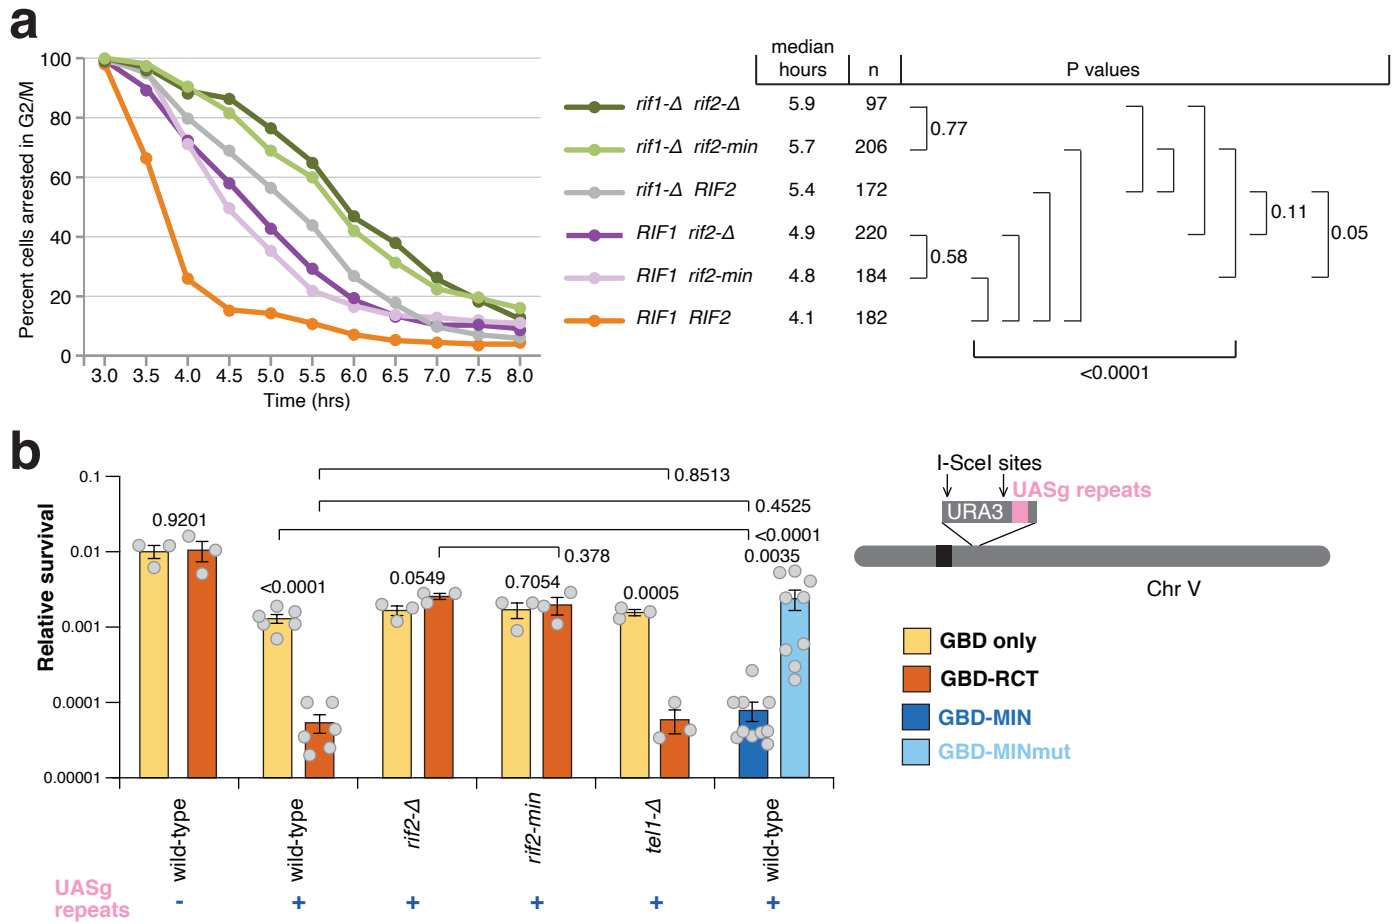 a
Percent cells arrested in G2/M
100
80
60
40
20
0
3.0 3.5 4.0 4.5 5.0 5.5 6.0 6.5 7.0 7.5 8.0
Time (hrs)
median
hours n P values
rif1-Δ rif2-Δ 5.9 97
0.77
rif1-Δ rif2-min 5.7 206
rif1-Δ RIF2 5.4 172
0.11
RIF1 rif2-Δ 4.9 220
0.05
0.58
RIF1 rif2-min 4.8 184
RIF1 RIF2 4.1 182
<0.0001
b
Relative survival
0.1
0.01
0.001
0.0001
0.00001
0.8513
0.4525
<0.0001
0.9201
0.378
0.0035
<0.0001
0.0549
0.7054
0.0005
wild-type
wild-type
rif2-Δ
rif2-min
tel1-Δ
wild-type
UASg
repeats
- + + + + +
I-SceI sites
UASg repeats
URA3
Chr V
GBD only
GBD-RCT
GBD-MIN
GBD-MINmut